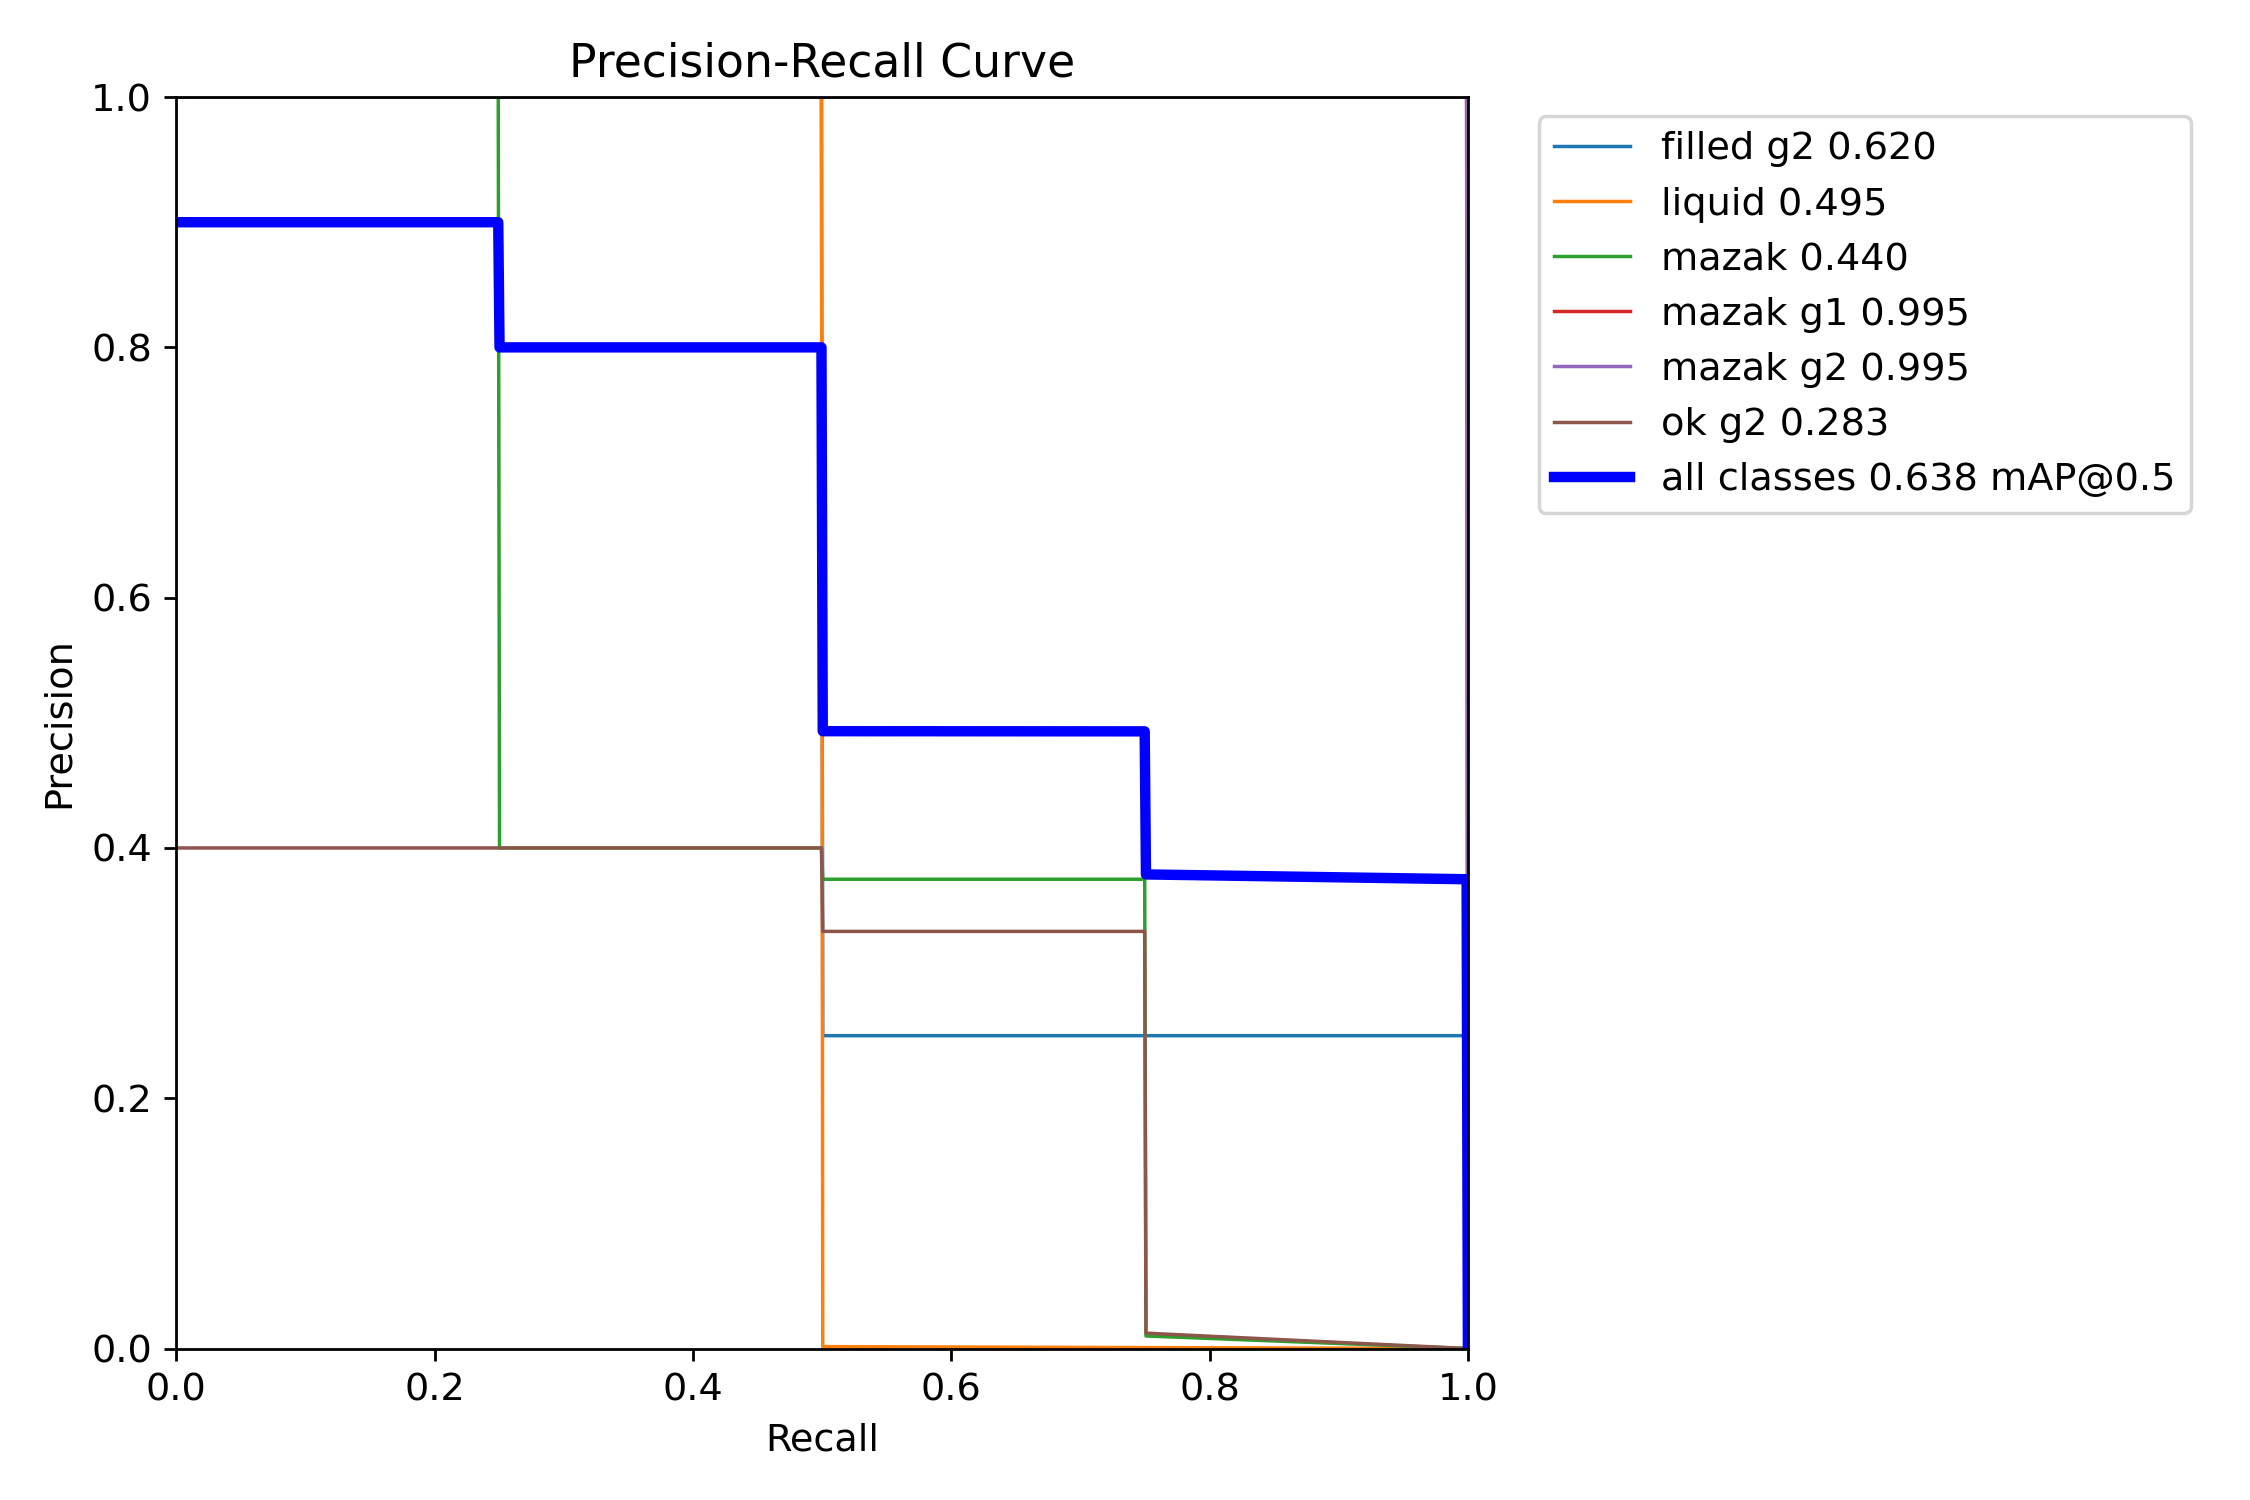 Precision-Recall Curve
1.0
0.8
0.6
0.4
0.2
0.0
Precision
0.0 0.2 0.4 0.6 0.8 1.0
Recall
filled g2 0.620
liquid 0.495
mazak 0.440
mazak g1 0.995
mazak g2 0.995
ok g2 0.283
all classes 0.638 mAP@0.5